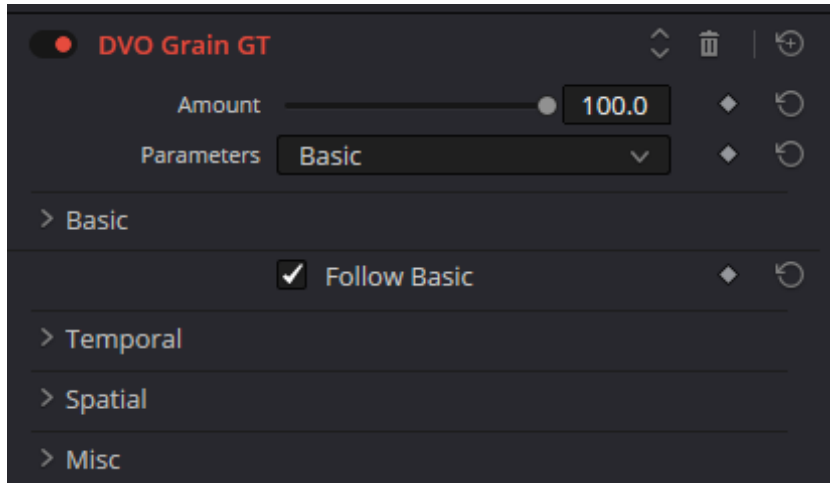 DVO Grain GT
Amount 100.0
Parameters Basic
Basic
Follow Basic
Temporal
Spatial
Misc